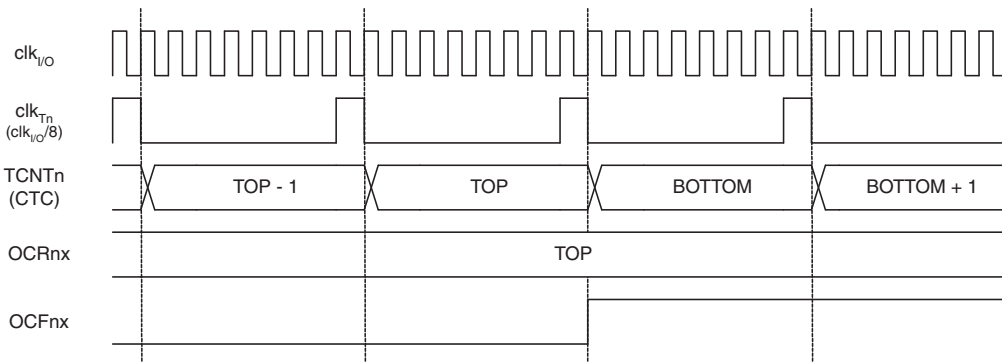 clkI/O
clkTn
(clkI/O/8)
TCNTn
(CTC)
TOP - 1
TOP
BOTTOM
BOTTOM + 1
OCRnx
TOP
OCFnx